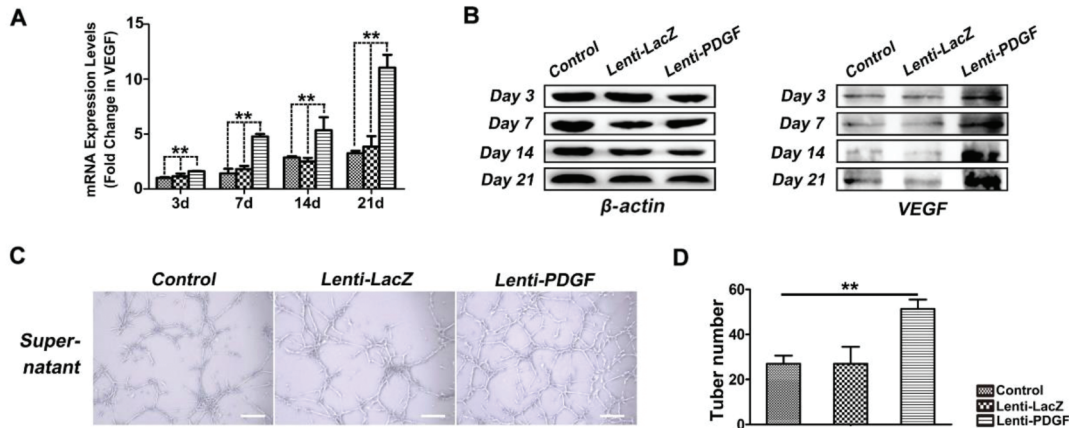 A
mRNA Expression Levels
(Fold Change in VEGF)
15
10
5
0
**
**
**
**
3d
7d
14d
21d
B
Control
Lenti-LacZ
Lenti-PDGF
Day 3
Day 7
Day 14
Day 21
β-actin
Control
Lenti-LacZ
Lenti-PDGF
Day 3
Day 7
Day 14
Day 21
VEGF
C
Control
Lenti-LacZ
Lenti-PDGF
Super-
natant
D
Tuber number
60
40
20
0
**
Control
Lenti-LacZ
Lenti-PDGF